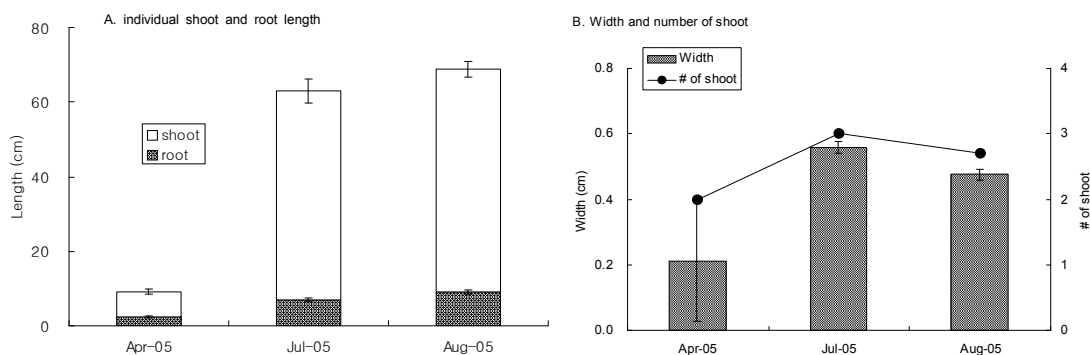 A. individual shoot and root length
80
60
40
20
0
Length (cm)
shoot
root
Apr-05
Jul-05
Aug-05
B. Width and number of shoot
Width
# of shoot
0.8
0.6
0.4
0.2
0.0
Width (cm)
4
3
2
1
0
# of shoot
Apr-05
Jul-05
Aug-05